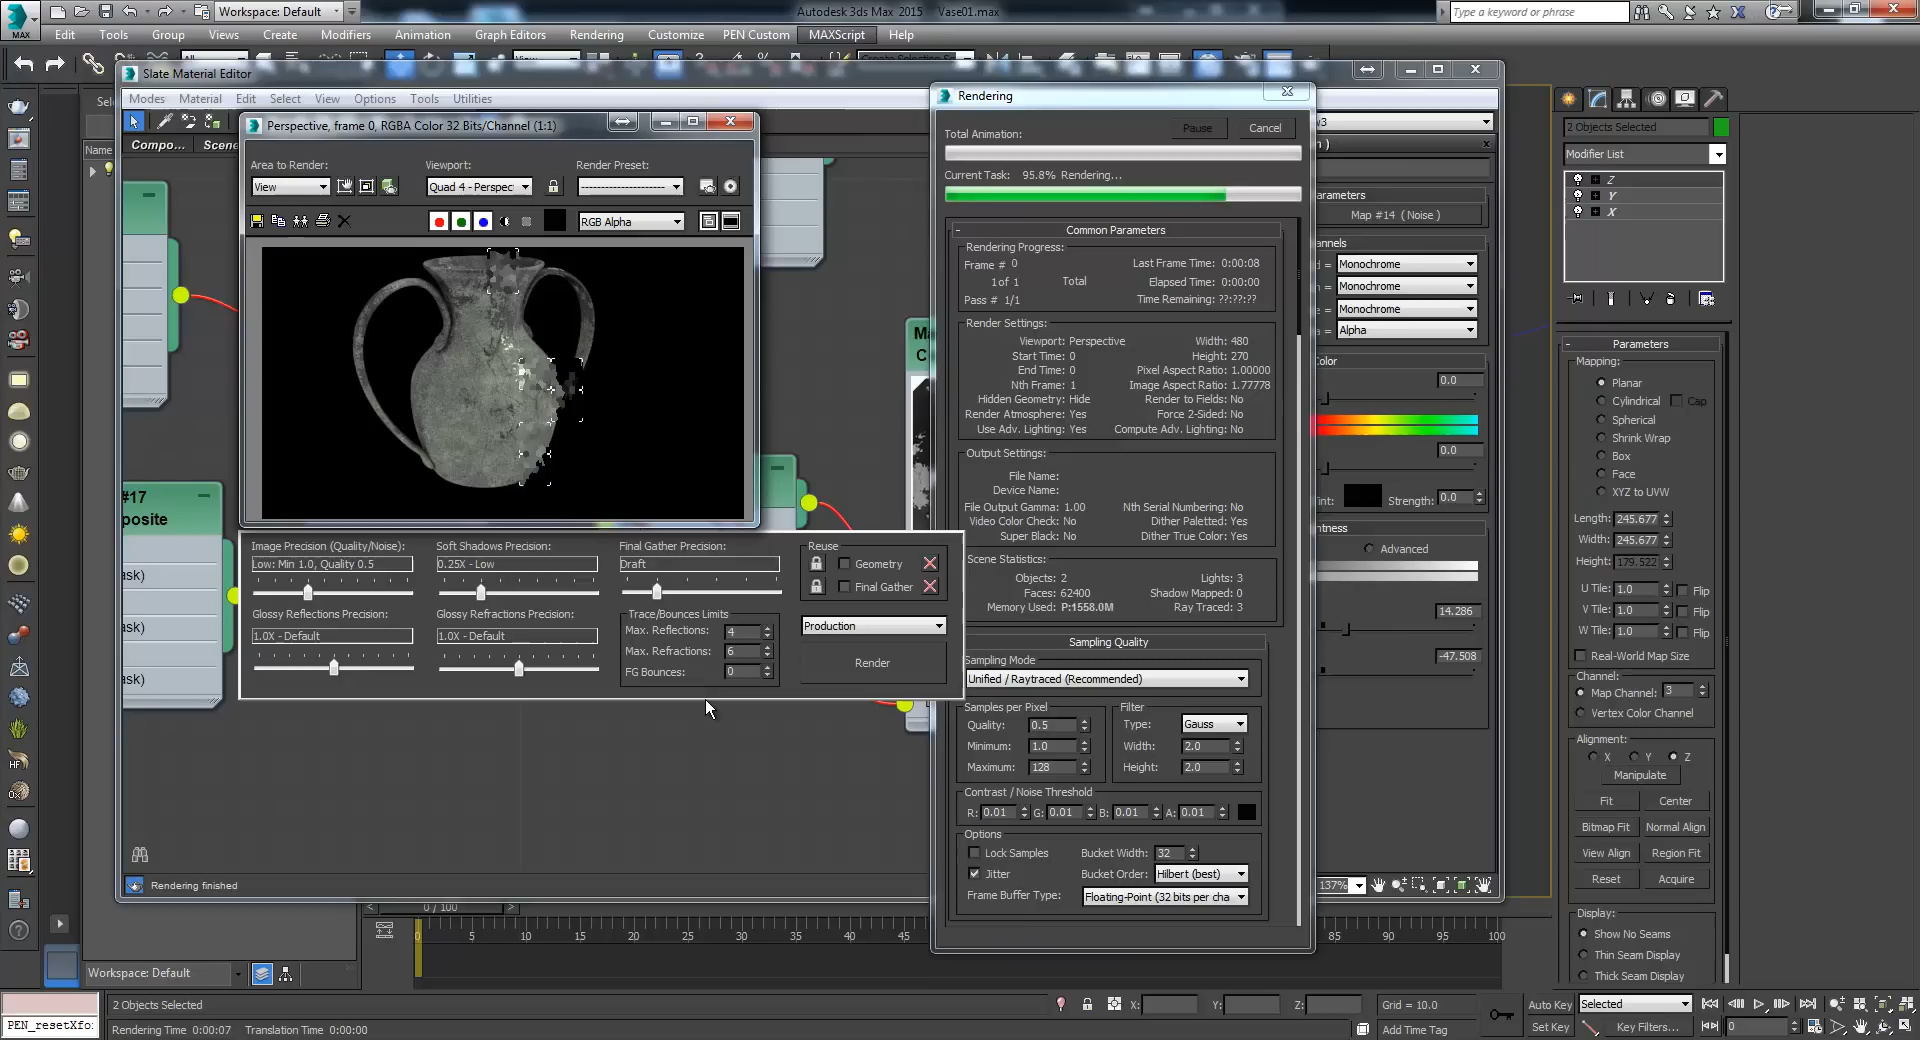 MAX
Workspace: Default
Autodesk 3ds Max 2015    Vase01.max
Type a keyword or phrase
Edit Tools Group Views Create Modifiers Animation Graph Editors Rendering Customize PEN Custom MAXScript Help
Slate Material Editor
Modes Material Edit Select View Options Tools Utilities
Compo... Scene
Name
Perspective, frame 0, RGBA Color 32 Bits/Channel (1:1)
Area to Render:
Viewport:
Render Preset:
View
Quad 4 - Perspec
RGB Alpha
#17
posite
ask)
ask)
ask)
Image Precision (Quality/Noise):
Low: Min 1.0, Quality 0.5
Soft Shadows Precision:
0.25X - Low
Final Gather Precision:
Draft
Glossy Reflections Precision:
1.0X - Default
Glossy Refractions Precision:
1.0X - Default
Trace/Bounces Limits
Max. Reflections: 4
Max. Refractions: 6
FG Bounces: 0
Reuse
Geometry
Final Gather
Production
Render
Rendering finished
Rendering
Total Animation:
Pause
Cancel
Current Task: 95.8% Rendering...
Common Parameters
Rendering Progress:
Frame # 0
Last Frame Time: 0:00:08
1 of 1 Total
Elapsed Time: 0:00:00
Pass # 1/1
Time Remaining: ??:??:??
Render Settings:
Viewport: Perspective
Width: 480
Start Time: 0
Height: 270
End Time: 0
Pixel Aspect Ratio: 1.00000
Nth Frame: 1
Image Aspect Ratio: 1.77778
Hidden Geometry: Hide
Render to Fields: No
Render Atmosphere: Yes
Force 2-Sided: No
Use Adv. Lighting: Yes
Compute Adv. Lighting: No
Output Settings:
File Name:
Device Name:
File Output Gamma: 1.00
Nth Serial Numbering: No
Video Color Check: No
Dither Paletted: Yes
Super Black: No
Dither True Color: Yes
Scene Statistics:
Objects: 2
Lights: 3
Faces: 62400
Shadow Mapped: 0
Memory Used: P:1558.0M
Ray Traced: 3
Sampling Quality
Sampling Mode
Unified / Raytraced (Recommended)
Samples per Pixel
Quality: 0.5
Minimum: 1.0
Maximum: 128
Filter
Type: Gauss
Width: 2.0
Height: 2.0
Contrast / Noise Threshold
R: 0.01 G: 0.01 B: 0.01 A: 0.01
Options
Lock Samples
Bucket Width: 32
Jitter
Bucket Order: Hilbert (best)
Frame Buffer Type: Floating-Point (32 bits per cha
Map #14 ( Noise )
Monochrome
Monochrome
Monochrome
Alpha
Color
0.0
0.0
Strength: 0.0
Advanced
14.286
-47.508
137%
2 Objects Selected
Modifier List
Z
Y
X
Parameters
Mapping:
Planar
Cylindrical Cap
Spherical
Shrink Wrap
Box
Face
XYZ to UVW
Length: 245.677
Width: 245.677
Height: 179.522
U Tile: 1.0 Flip
V Tile: 1.0 Flip
W Tile: 1.0 Flip
Real-World Map Size
Channel:
Map Channel: 3
Vertex Color Channel
Alignment:
X Y Z
Manipulate
Fit Center
Bitmap Fit Normal Align
View Align Region Fit
Reset Acquire
Display:
Show No Seams
Thin Seam Display
Thick Seam Display
0 / 100
0 5 10 15 20 25 30 35 40 45 85 90 95 100
Workspace: Default
2 Objects Selected
X: Y: Z: Grid = 10.0
Auto Key Selected
PEN_resetXfo
Rendering Time 0:00:07 Translation Time 0:00:00
Add Time Tag
Set Key Key Filters... 0